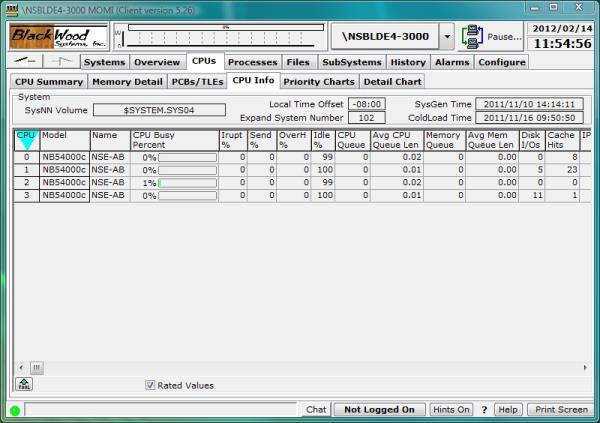 \NSBLDE4-3000 MOMI (Client version 5.26)
BlackWood
Systems, Inc.
100
0%
0
\NSBLDE4-3000
Pause...
2012/02/14
11:54:56
Systems Overview CPUs Processes Files SubSystems History Alarms Configure
CPU Summary Memory Detail PCBs/TLEs CPU Info Priority Charts Detail Chart
System
SysNN Volume $SYSTEM.SYS04
Local Time Offset -08:00 SysGen Time 2011/11/10 14:14:11
Expand System Number 102 ColdLoad Time 2011/11/16 09:50:50
CPU Model Name CPU Busy Percent Irupt % Send % OverH % Idle % CPU Queue Avg CPU Queue Len Memory Queue Avg Mem Queue Len Disk I/Os Cache Hits IP
0 NB54000c NSE-AB 0% 0 0 0 99 0 0.02 0 0.00 0 8
1 NB54000c NSE-AB 0% 0 0 0 100 0 0.01 0 0.00 5 23
2 NB54000c NSE-AB 1% 0 0 0 99 0 0.02 0 0.00 0 0
3 NB54000c NSE-AB 0% 0 0 0 100 0 0.01 0 0.00 11 1
Rated Values
Chat Not Logged On Hints On ? Help Print Screen